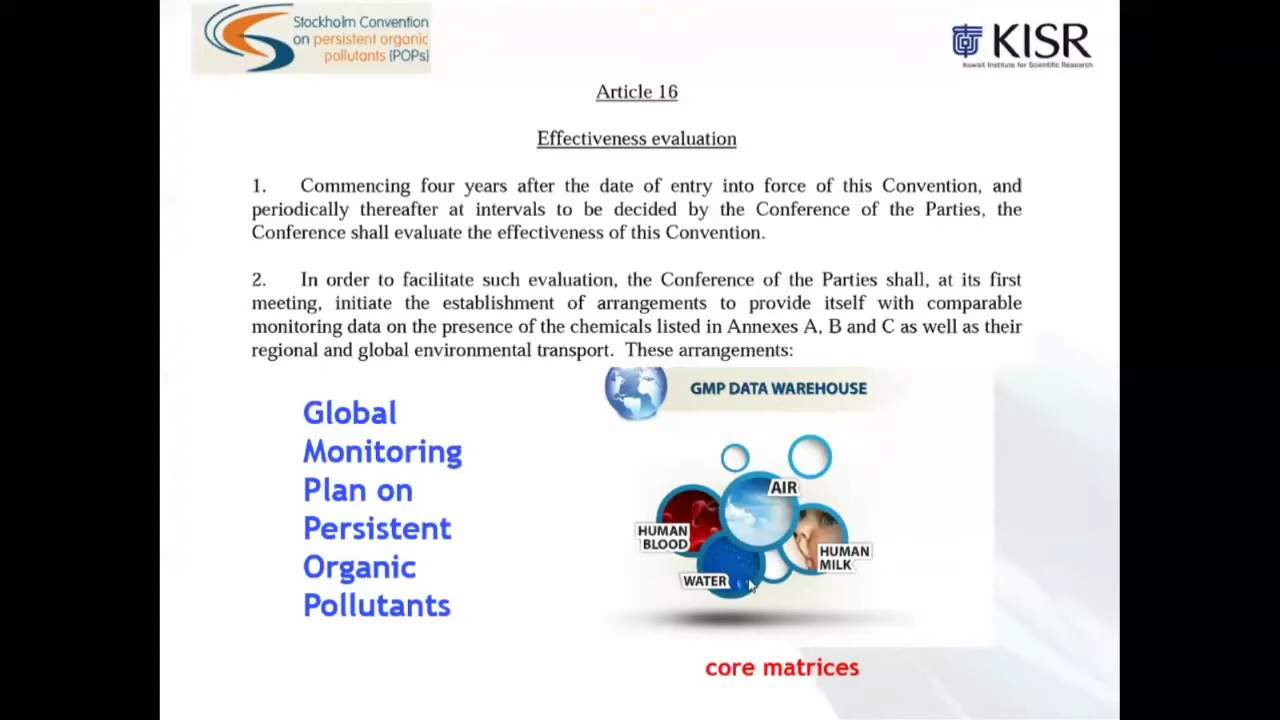 Stockholm Convention
on persistent organic
pollutants (POPs)
KISR
Kuwait Institute for Scientific Research
Article 16
Effectiveness evaluation
1. Commencing four years after the date of entry into force of this Convention, and
periodically thereafter at intervals to be decided by the Conference of the Parties, the
Conference shall evaluate the effectiveness of this Convention.
2. In order to facilitate such evaluation, the Conference of the Parties shall, at its first
meeting, initiate the establishment of arrangements to provide itself with comparable
monitoring data on the presence of the chemicals listed in Annexes A, B and C as well as their
regional and global environmental transport. These arrangements:
Global
Monitoring
Plan on
Persistent
Organic
Pollutants
GMP DATA WAREHOUSE
AIR
HUMAN
BLOOD
HUMAN
MILK
WATER
core matrices